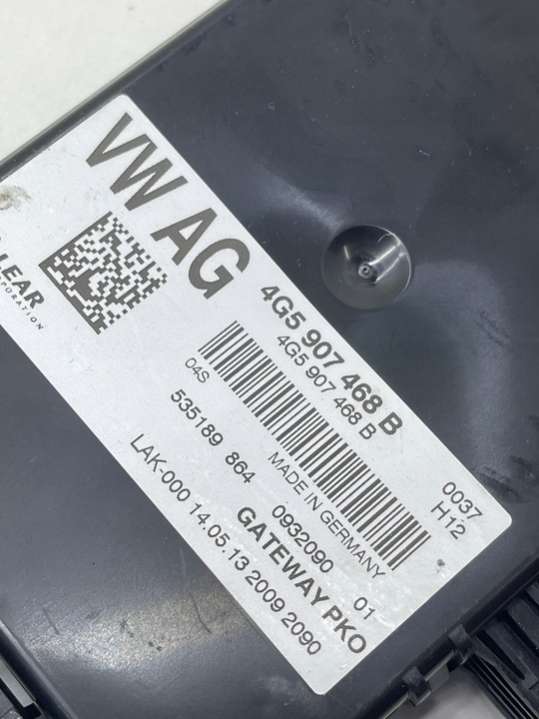 VW AG
LEAR
CORPORATION
4G5 907 468 B
4G5 907 468 B
04S
0037
H12
MADE IN GERMANY
535189 864 0932090 01
GATEWAY PKO
LAK-000 14.05.13 2009 2090